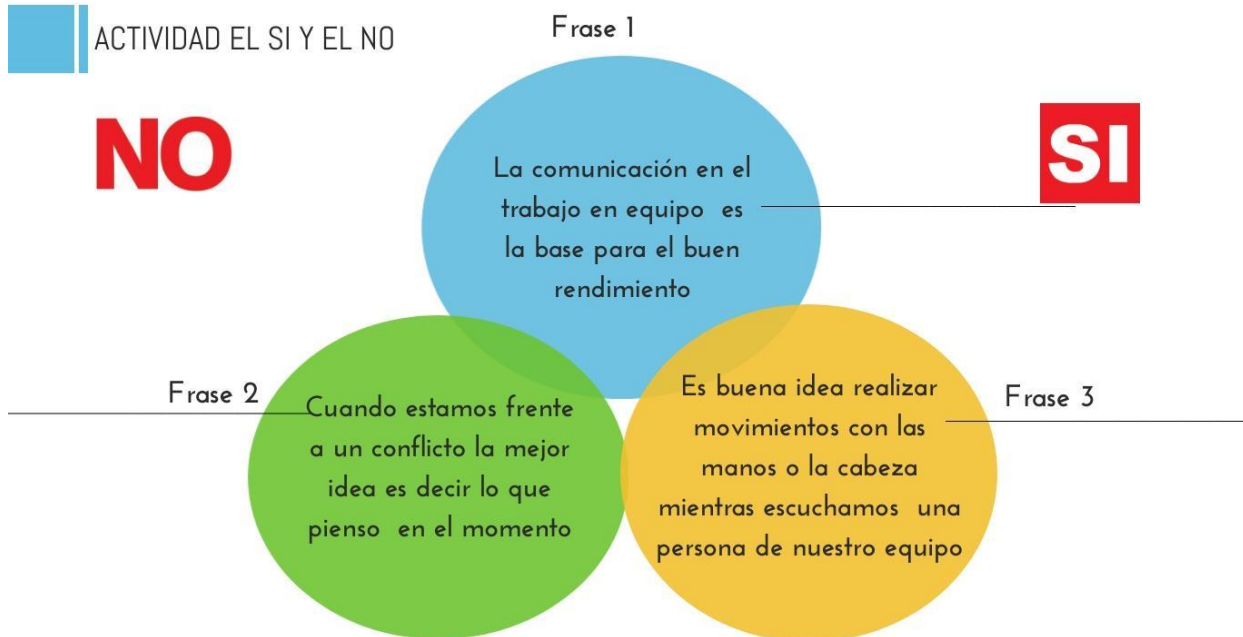 ACTIVIDAD EL SI Y EL NO
Frase 1
NO
SI
La comunicación en el
trabajo en equipo es
la base para el buen
rendimiento
Frase 2
Cuando estamos frente
a un conflicto la mejor
idea es decir lo que
pienso en el momento
Frase 3
Es buena idea realizar
movimientos con las
manos o la cabeza
mientras escuchamos una
persona de nuestro equipo